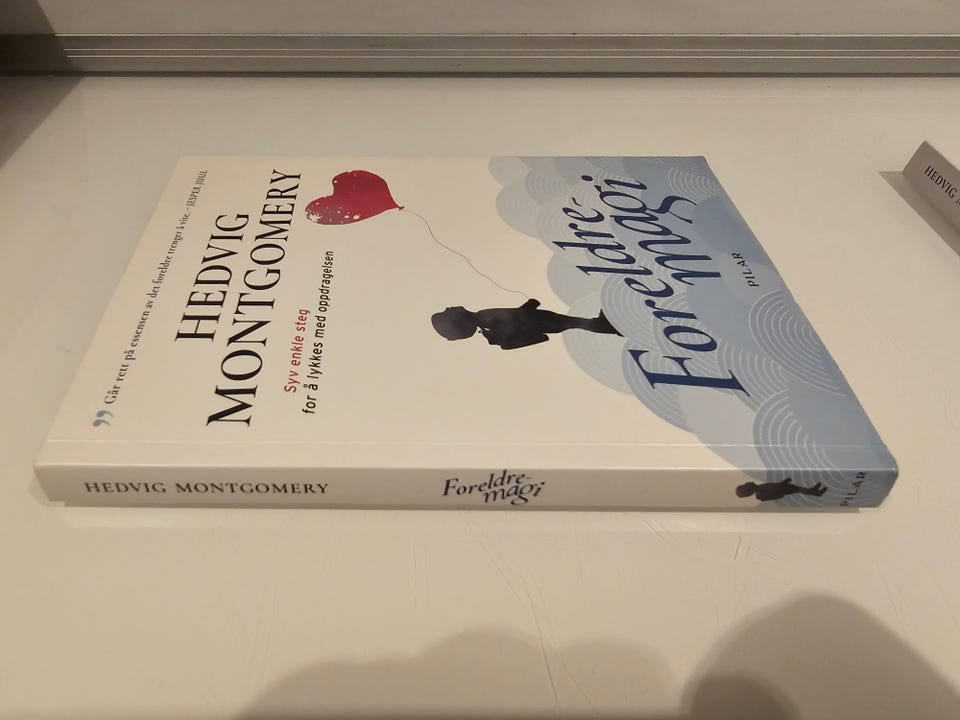 ” Går rett på essensen av det foreldre trenger å vite. - JESPER JUUL
HEDVIG
MONTGOMERY
Syv enkle steg
for å lykkes med oppdragelsen
Foreldre-
magi
PILAR
HEDVIG MONTGOMERY
Foreldre-
magi
PILAR
HEDVIG